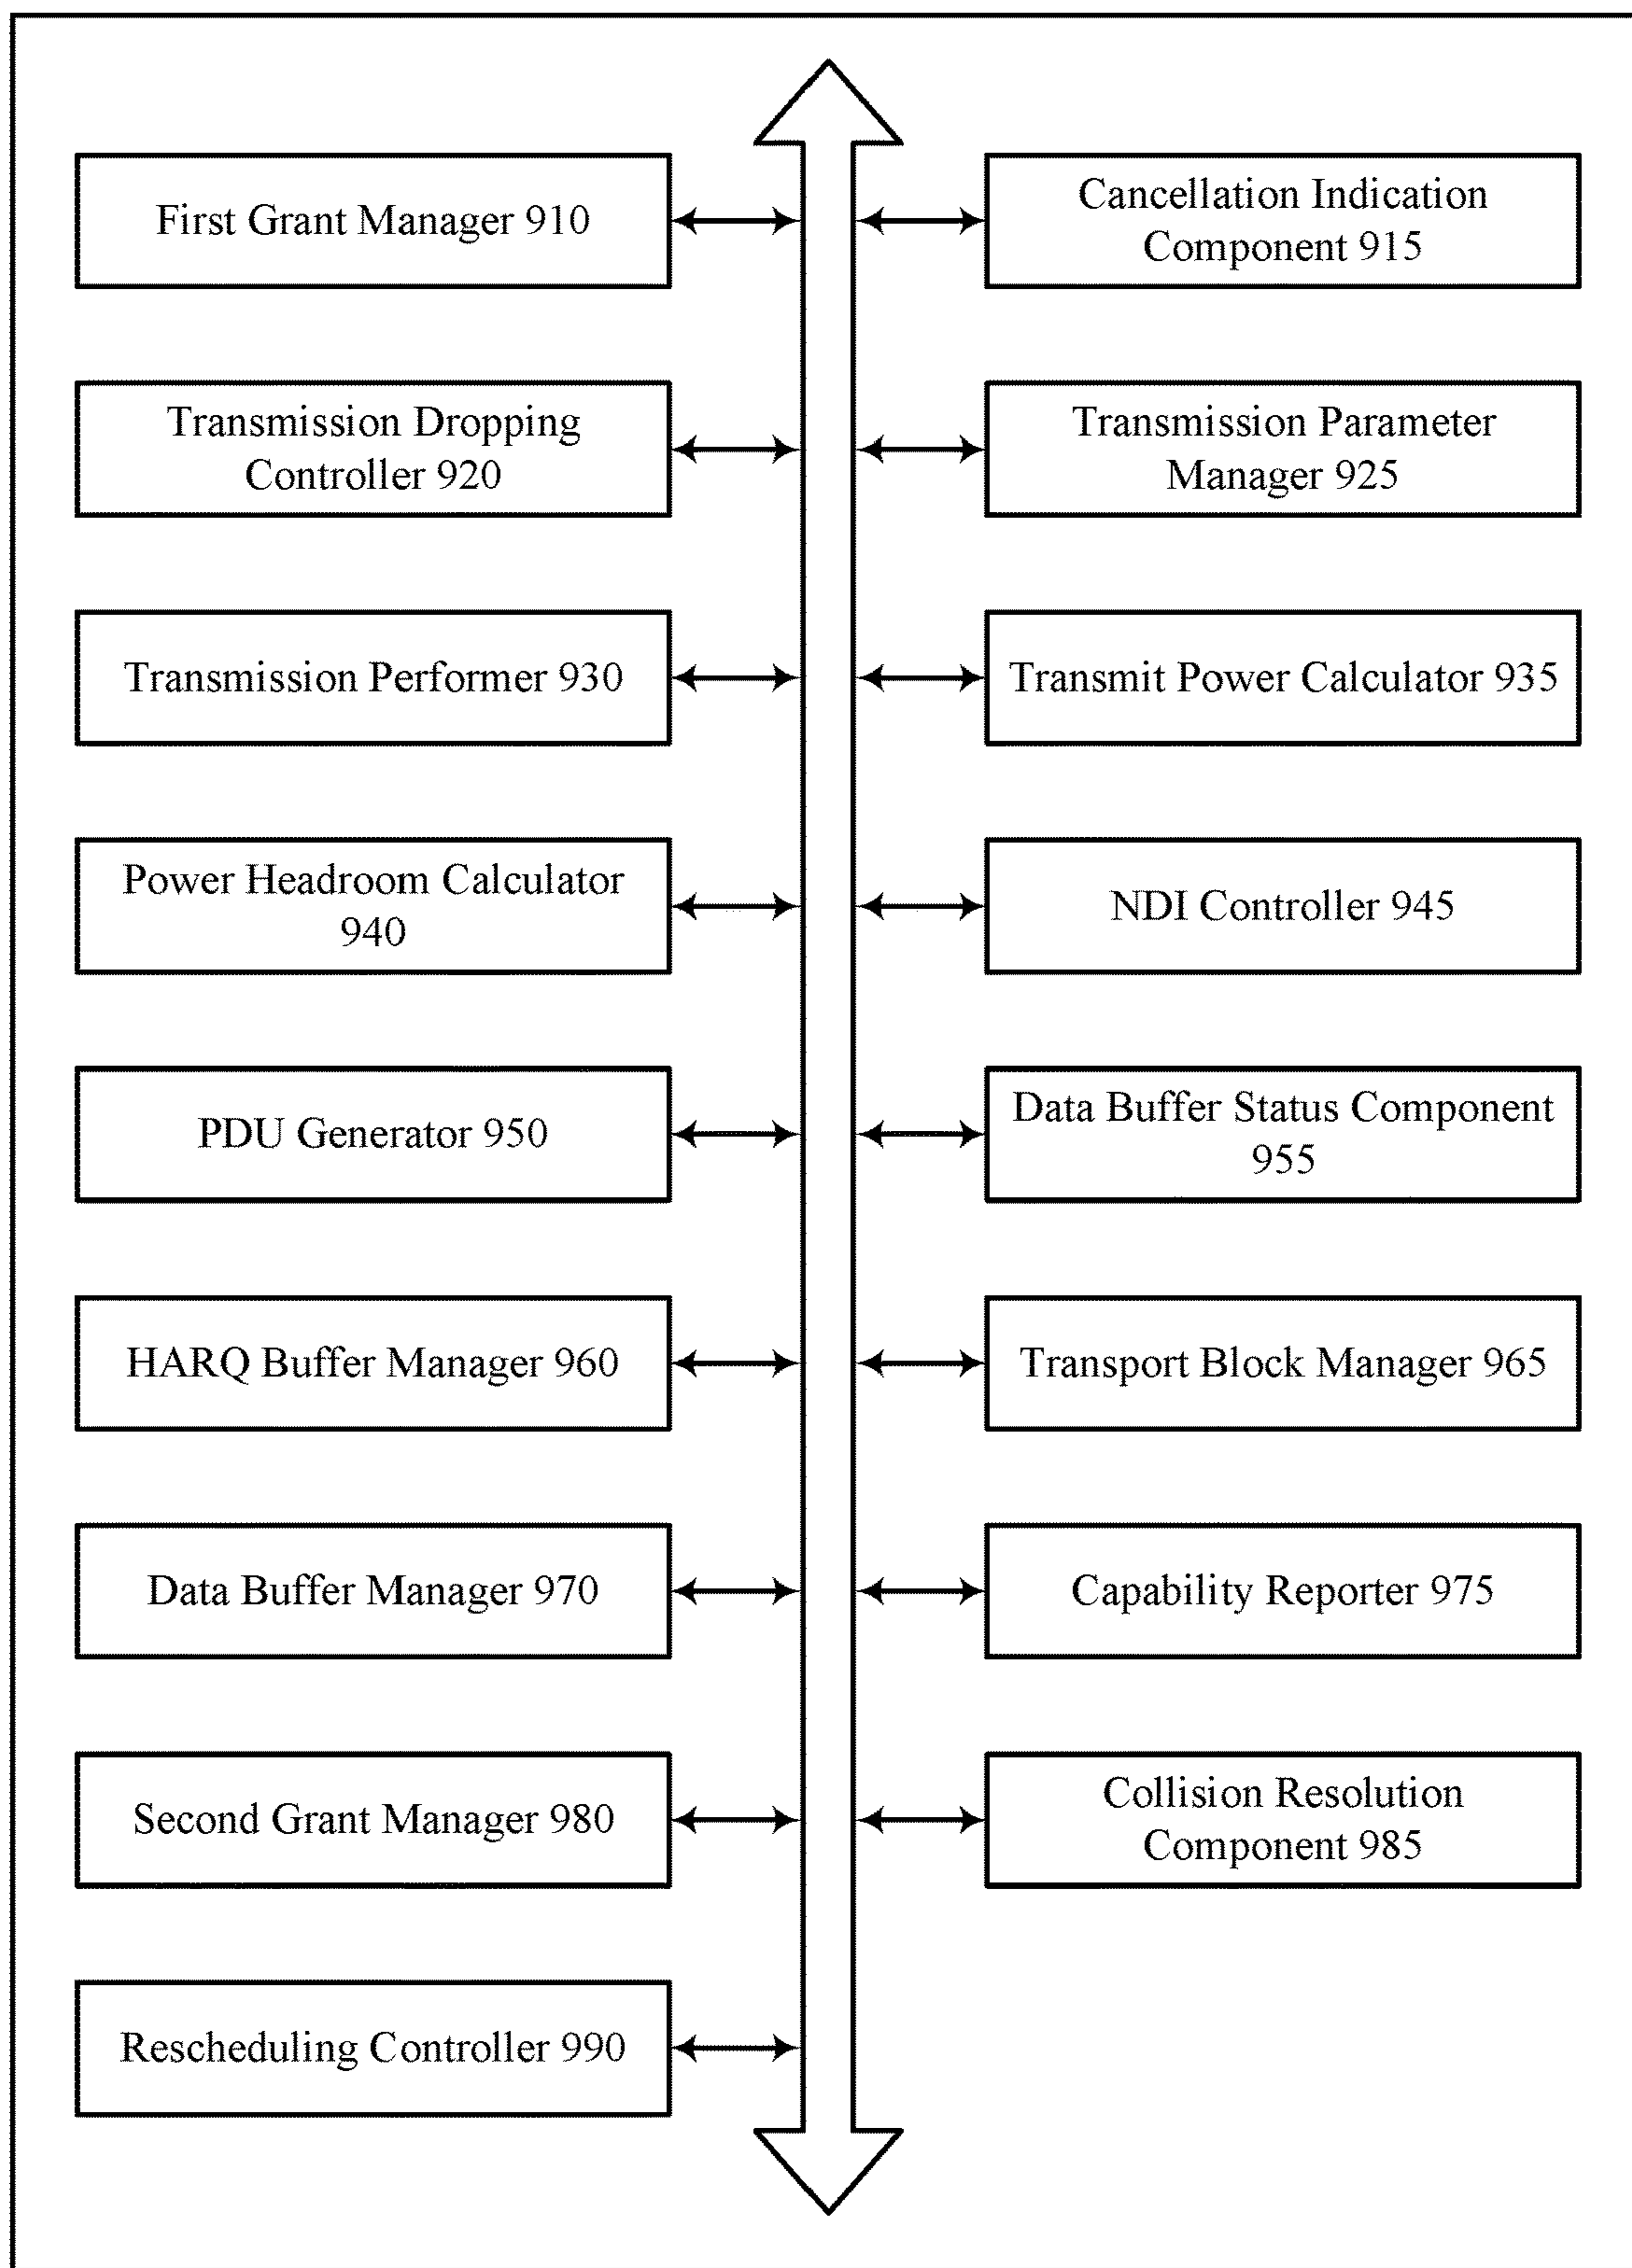 First Grant Manager 910
Cancellation Indication
Component 915
Transmission Dropping
Controller 920
Transmission Parameter
Manager 925
Transmission Performer 930
Transmit Power Calculator 935
Power Headroom Calculator
940
NDI Controller 945
PDU Generator 950
Data Buffer Status Component
955
HARQ Buffer Manager 960
Transport Block Manager 965
Data Buffer Manager 970
Capability Reporter 975
Second Grant Manager 980
Collision Resolution
Component 985
Rescheduling Controller 990